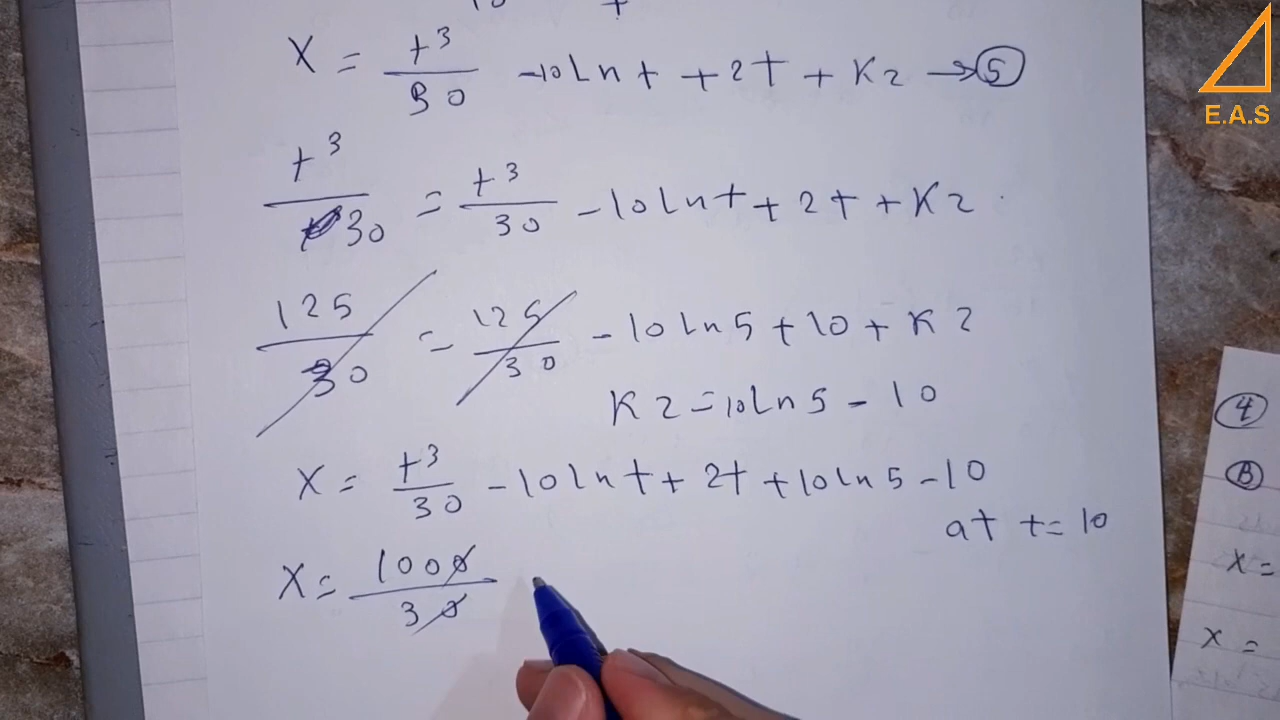 X = t³/30 - 10 Ln t + 2t + K2 → ⑤
E.A.S
t³/30 = t³/30 - 10 Ln t + 2t + K2
125/30 = 125/30 - 10 Ln 5 + 10 + K2
K2 = 10 Ln 5 - 10
X = t³/30 - 10 Ln t + 2t + 10 Ln 5 - 10
at t = 10
X = 1000/30
④
Ⓑ
X =
X =